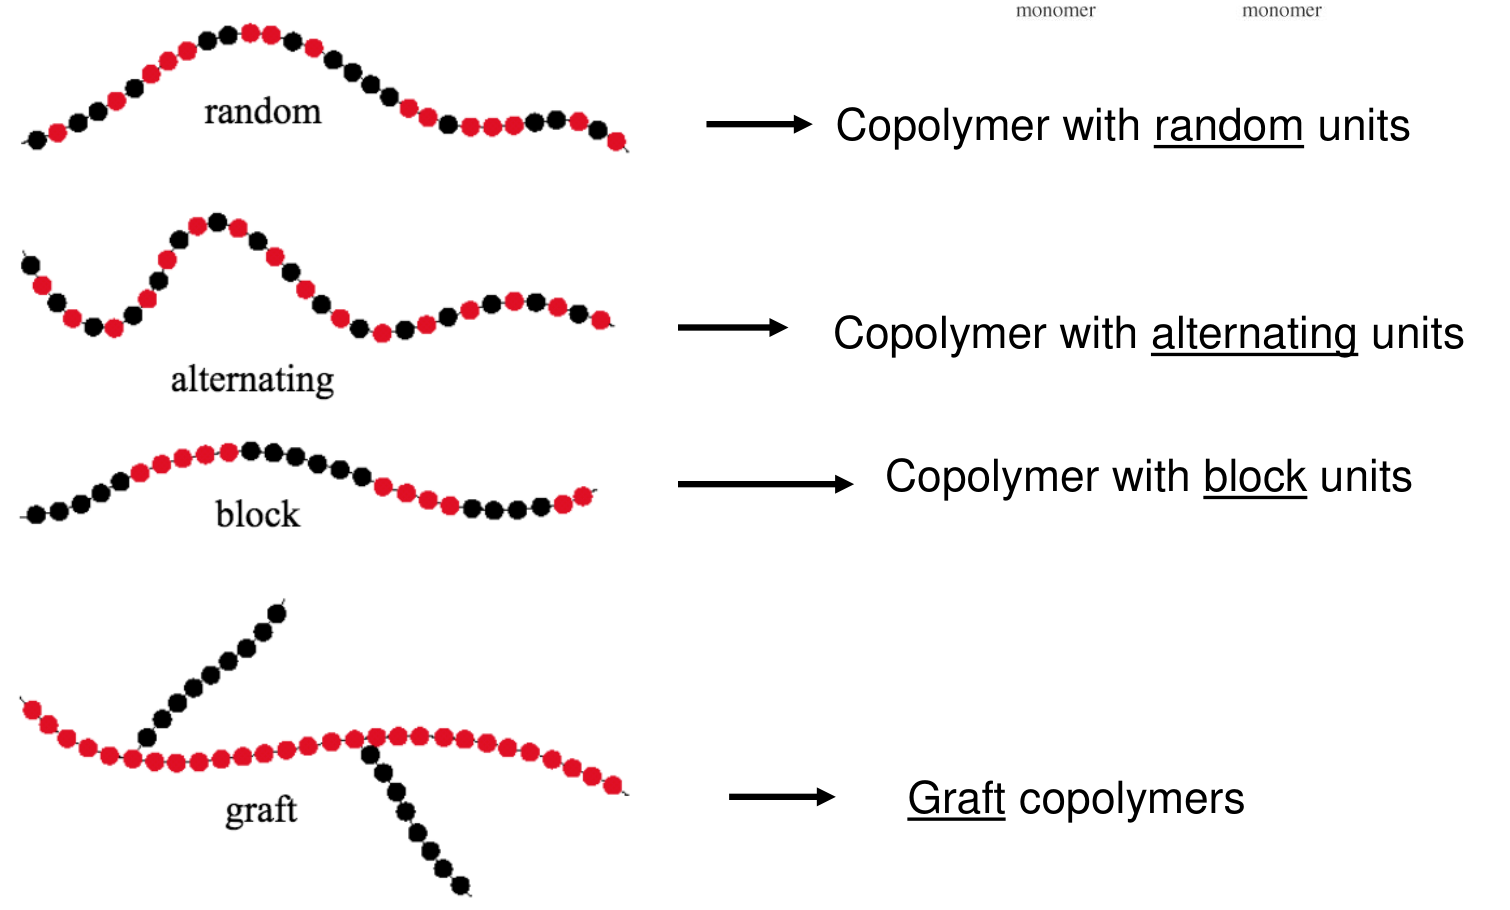 monomer monomer
random
Copolymer with random units
alternating
Copolymer with alternating units
block
Copolymer with block units
graft
Graft copolymers